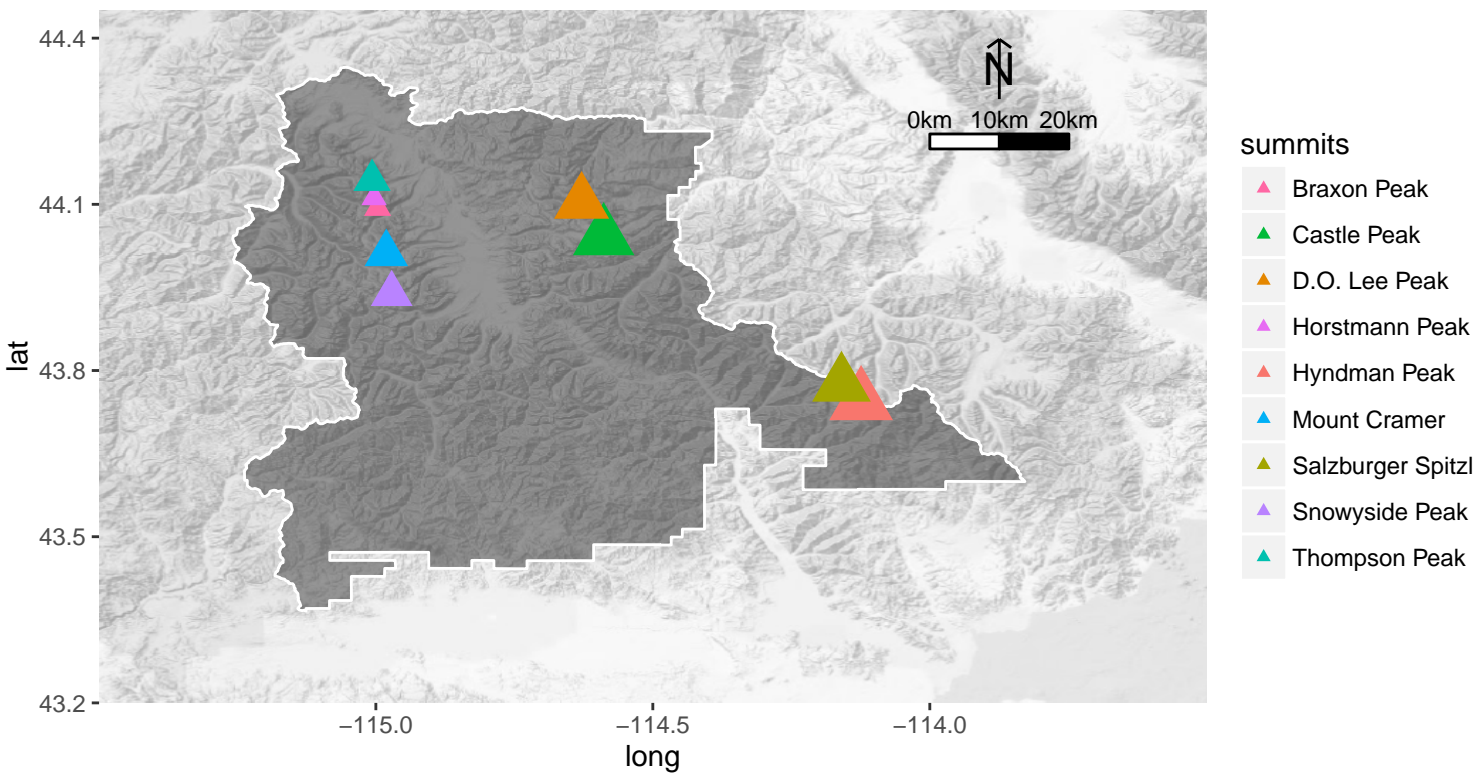 44.4
44.1
43.8
43.5
43.2
lat
−115.0
−114.5
−114.0
long
N
0km 10km 20km
summits
Braxon Peak
Castle Peak
D.O. Lee Peak
Horstmann Peak
Hyndman Peak
Mount Cramer
Salzburger Spitzl
Snowyside Peak
Thompson Peak